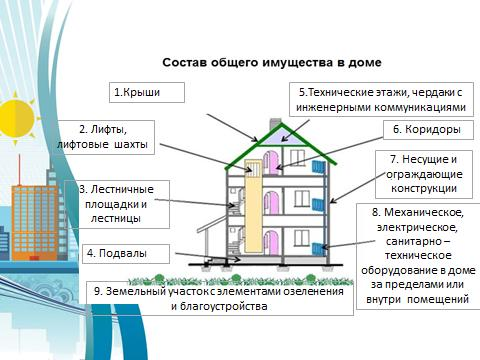 Состав общего имущества в доме
1.Крыши
2. Лифты,
лифтовые шахты
3. Лестничные
площадки и
лестницы
4. Подвалы
5.Технические этажи, чердаки с
инженерными коммуникациями
6. Коридоры
7. Несущие и
ограждающие
конструкции
8. Механическое,
электрическое,
санитарно –
техническое
оборудование в доме
за пределами или
внутри помещений
9. Земельный участок с элементами озеленения
и благоустройства